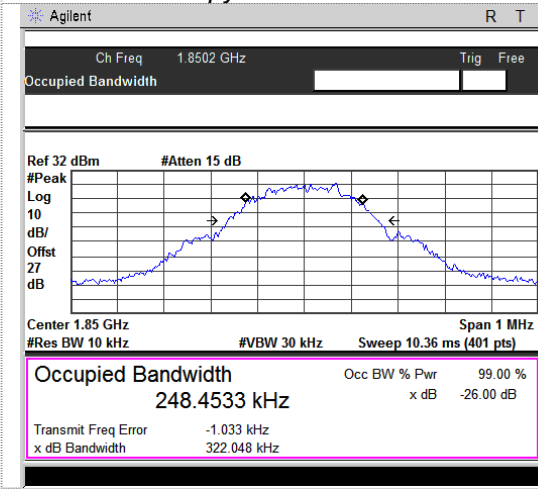 Agilent R T
Ch Freq 1.8502 GHz Trig Free
Occupied Bandwidth
Ref 32 dBm #Atten 15 dB
#Peak
Log
10
dB/
Offst
27
dB
Center 1.85 GHz Span 1 MHz
#Res BW 10 kHz #VBW 30 kHz Sweep 10.36 ms (401 pts)
Occupied Bandwidth Occ BW % Pwr 99.00 %
248.4533 kHz x dB -26.00 dB
Transmit Freq Error -1.033 kHz
x dB Bandwidth 322.048 kHz